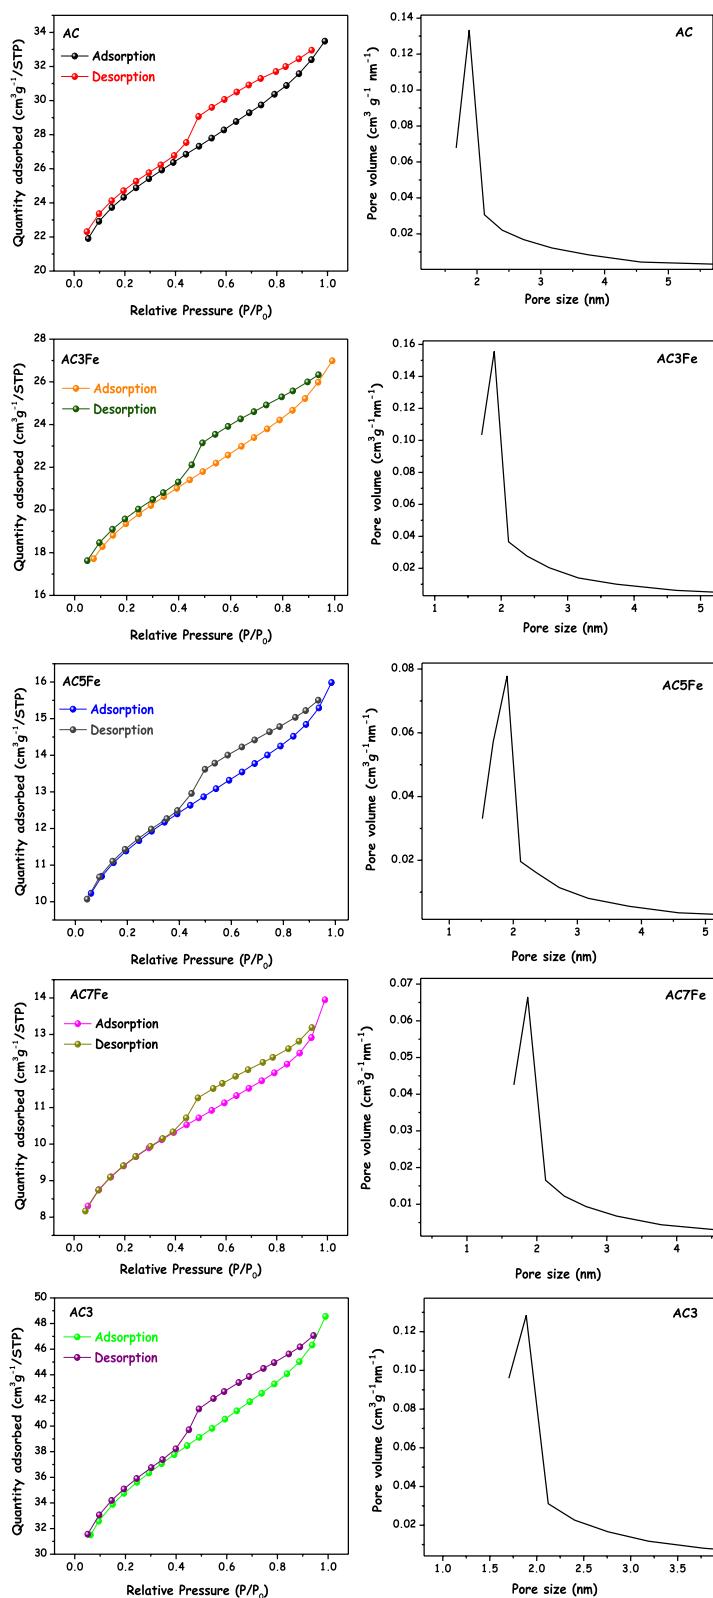 AC
Adsorption
Desorption
Quantity adsorbed (cm³g⁻¹/STP)
34
32
30
28
26
24
22
20
0.0 0.2 0.4 0.6 0.8 1.0
Relative Pressure (P/P₀)
AC
Pore volume (cm³ g⁻¹ nm⁻¹)
0.14
0.12
0.10
0.08
0.06
0.04
0.02
2 3 4 5
Pore size (nm)
AC3Fe
Adsorption
Desorption
Quantity adsorbed (cm³g⁻¹/STP)
28
26
24
22
20
18
16
0.0 0.2 0.4 0.6 0.8 1.0
Relative Pressure (P/P₀)
AC3Fe
Pore volume (cm³g⁻¹nm⁻¹)
0.16
0.14
0.12
0.10
0.08
0.06
0.04
0.02
1 2 3 4 5
Pore size (nm)
AC5Fe
Adsorption
Desorption
Quantity adsorbed (cm³g⁻¹/STP)
16
15
14
13
12
11
10
0.0 0.2 0.4 0.6 0.8 1.0
Relative Pressure (P/P₀)
AC5Fe
Pore volume (cm³g⁻¹nm⁻¹)
0.08
0.06
0.04
0.02
1 2 3 4 5
Pore size (nm)
AC7Fe
Adsorption
Desorption
Quantity adsorbed (cm³g⁻¹/STP)
14
13
12
11
10
9
8
0.0 0.2 0.4 0.6 0.8 1.0
Relative Pressure (P/P₀)
AC7Fe
Pore volume (cm³g⁻¹nm⁻¹)
0.07
0.06
0.05
0.04
0.03
0.02
0.01
1 2 3 4
Pore size (nm)
AC3
Adsorption
Desorption
Quantity adsorbed (cm³g⁻¹/STP)
50
48
46
44
42
40
38
36
34
32
30
0.0 0.2 0.4 0.6 0.8 1.0
Relative Pressure (P/P₀)
AC3
Pore volume (cm³g⁻¹nm⁻¹)
0.12
0.10
0.08
0.06
0.04
0.02
1.0 1.5 2.0 2.5 3.0 3.5
Pore size (nm)